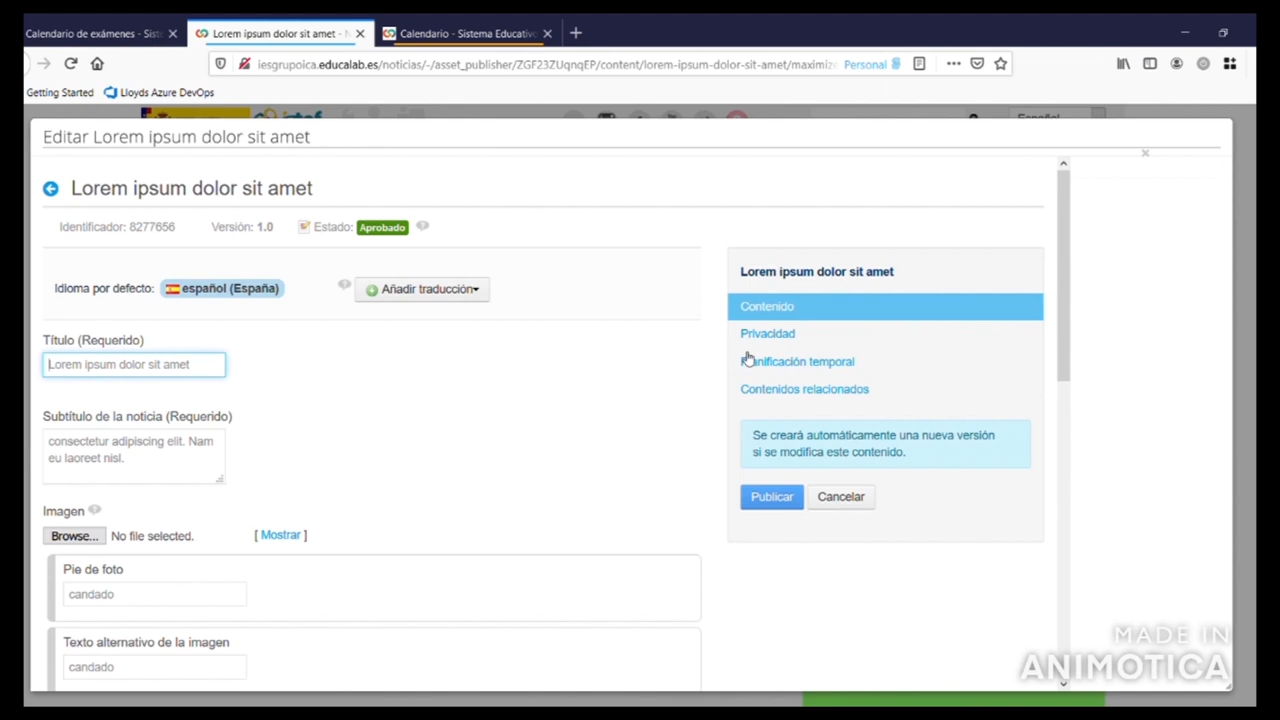 Calendario de exámenes - Sist
Lorem ipsum dolor sit amet - N
Calendario - Sistema Educativo
iesgrupoica.educalab.es/noticias/-/asset_publisher/ZGF23ZUqnqEP/content/lorem-ipsum-dolor-sit-amet/maximize
Personal
Getting Started
Lloyds Azure DevOps
Español
Editar Lorem ipsum dolor sit amet
Lorem ipsum dolor sit amet
Identificador: 8277656
Versión: 1.0
Estado: Aprobado
Idioma por defecto: español (España)
Añadir traducción
Título (Requerido)
Lorem ipsum dolor sit amet
Subtítulo de la noticia (Requerido)
consectetur adipiscing elit. Nam
eu laoreet nisl.
Imagen
Browse... No file selected. [ Mostrar ]
Pie de foto
candado
Texto alternativo de la imagen
candado
Lorem ipsum dolor sit amet
Contenido
Privacidad
Planificación temporal
Contenidos relacionados
Se creará automáticamente una nueva versión
si se modifica este contenido.
Publicar
Cancelar
MADE IN
ANIMOTICA